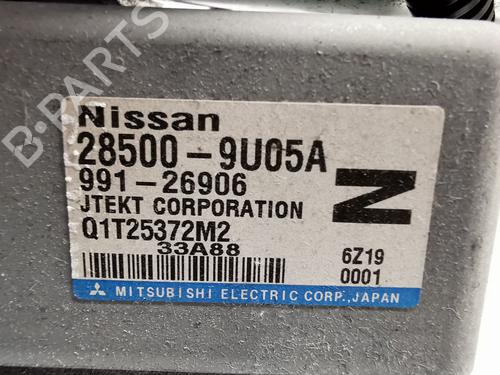 B-PARTS
Nissan
28500-9U05A
991-26906
N
JTEKT CORPORATION
Q1T25372M2
33A88
6Z19
0001
MITSUBISHI ELECTRIC CORP., JAPAN